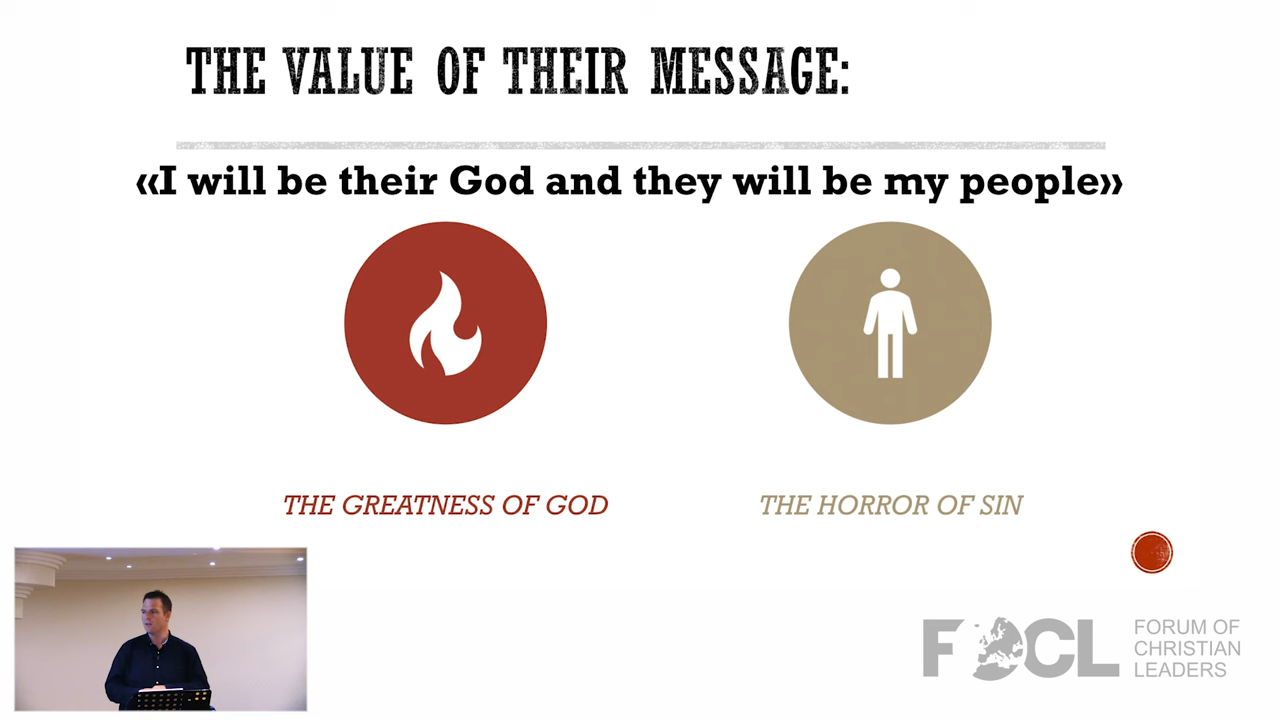 THE VALUE OF THEIR MESSAGE:
«I will be their God and they will be my people»
THE GREATNESS OF GOD
THE HORROR OF SIN
FOCL
FORUM OF
CHRISTIAN
LEADERS